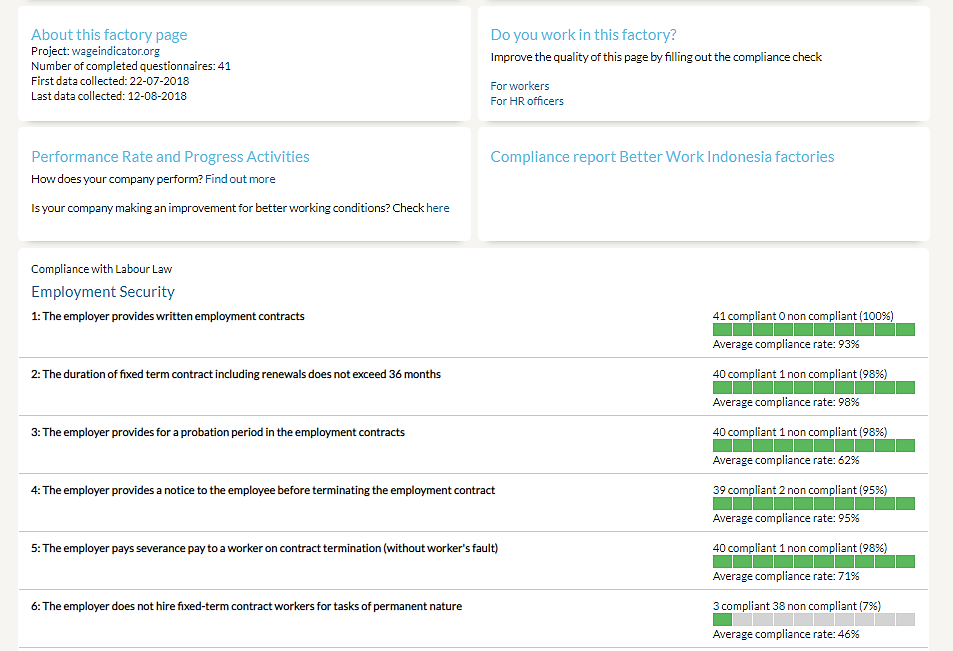 About this factory page
Project: wageindicator.org
Number of completed questionnaires: 41
First data collected: 22-07-2018
Last data collected: 12-08-2018
Do you work in this factory?
Improve the quality of this page by filling out the compliance check
For workers
For HR officers
Performance Rate and Progress Activities
How does your company perform? Find out more
Is your company making an improvement for better working conditions? Check here
Compliance report Better Work Indonesia factories
Compliance with Labour Law
Employment Security
1: The employer provides written employment contracts
41 compliant 0 non compliant (100%)
Average compliance rate: 93%
2: The duration of fixed term contract including renewals does not exceed 36 months
40 compliant 1 non compliant (98%)
Average compliance rate: 98%
3: The employer provides for a probation period in the employment contracts
40 compliant 1 non compliant (98%)
Average compliance rate: 62%
4: The employer provides a notice to the employee before terminating the employment contract
39 compliant 2 non compliant (95%)
Average compliance rate: 95%
5: The employer pays severance pay to a worker on contract termination (without worker's fault)
40 compliant 1 non compliant (98%)
Average compliance rate: 71%
6: The employer does not hire fixed-term contract workers for tasks of permanent nature
3 compliant 38 non compliant (7%)
Average compliance rate: 46%